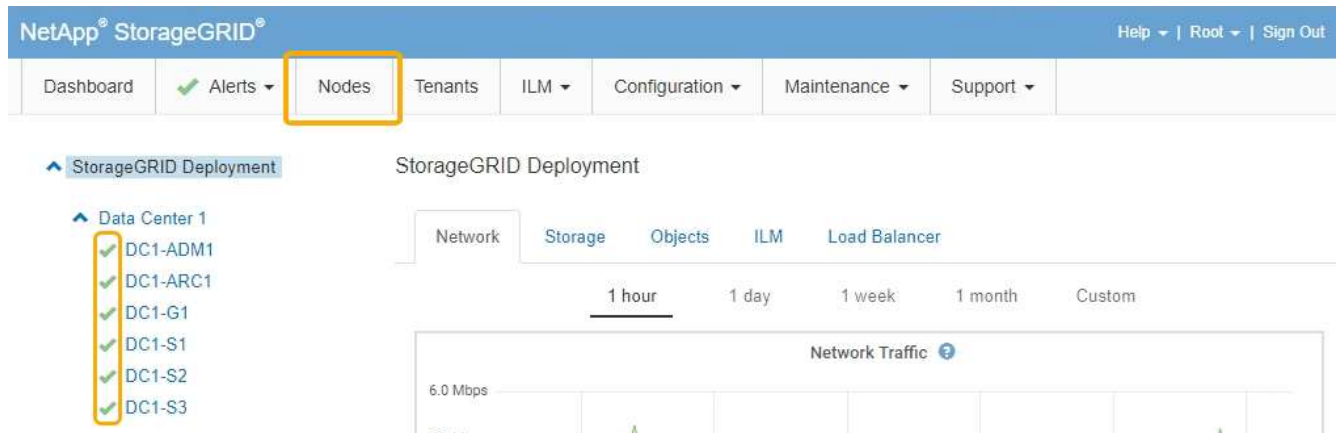 NetApp® StorageGRID®
Help | Root | Sign Out
Dashboard Alerts Nodes Tenants ILM Configuration Maintenance Support
StorageGRID Deployment
StorageGRID Deployment
Data Center 1
DC1-ADM1
DC1-ARC1
DC1-G1
DC1-S1
DC1-S2
DC1-S3
Network Storage Objects ILM Load Balancer
1 hour 1 day 1 week 1 month Custom
Network Traffic ?
6.0 Mbps